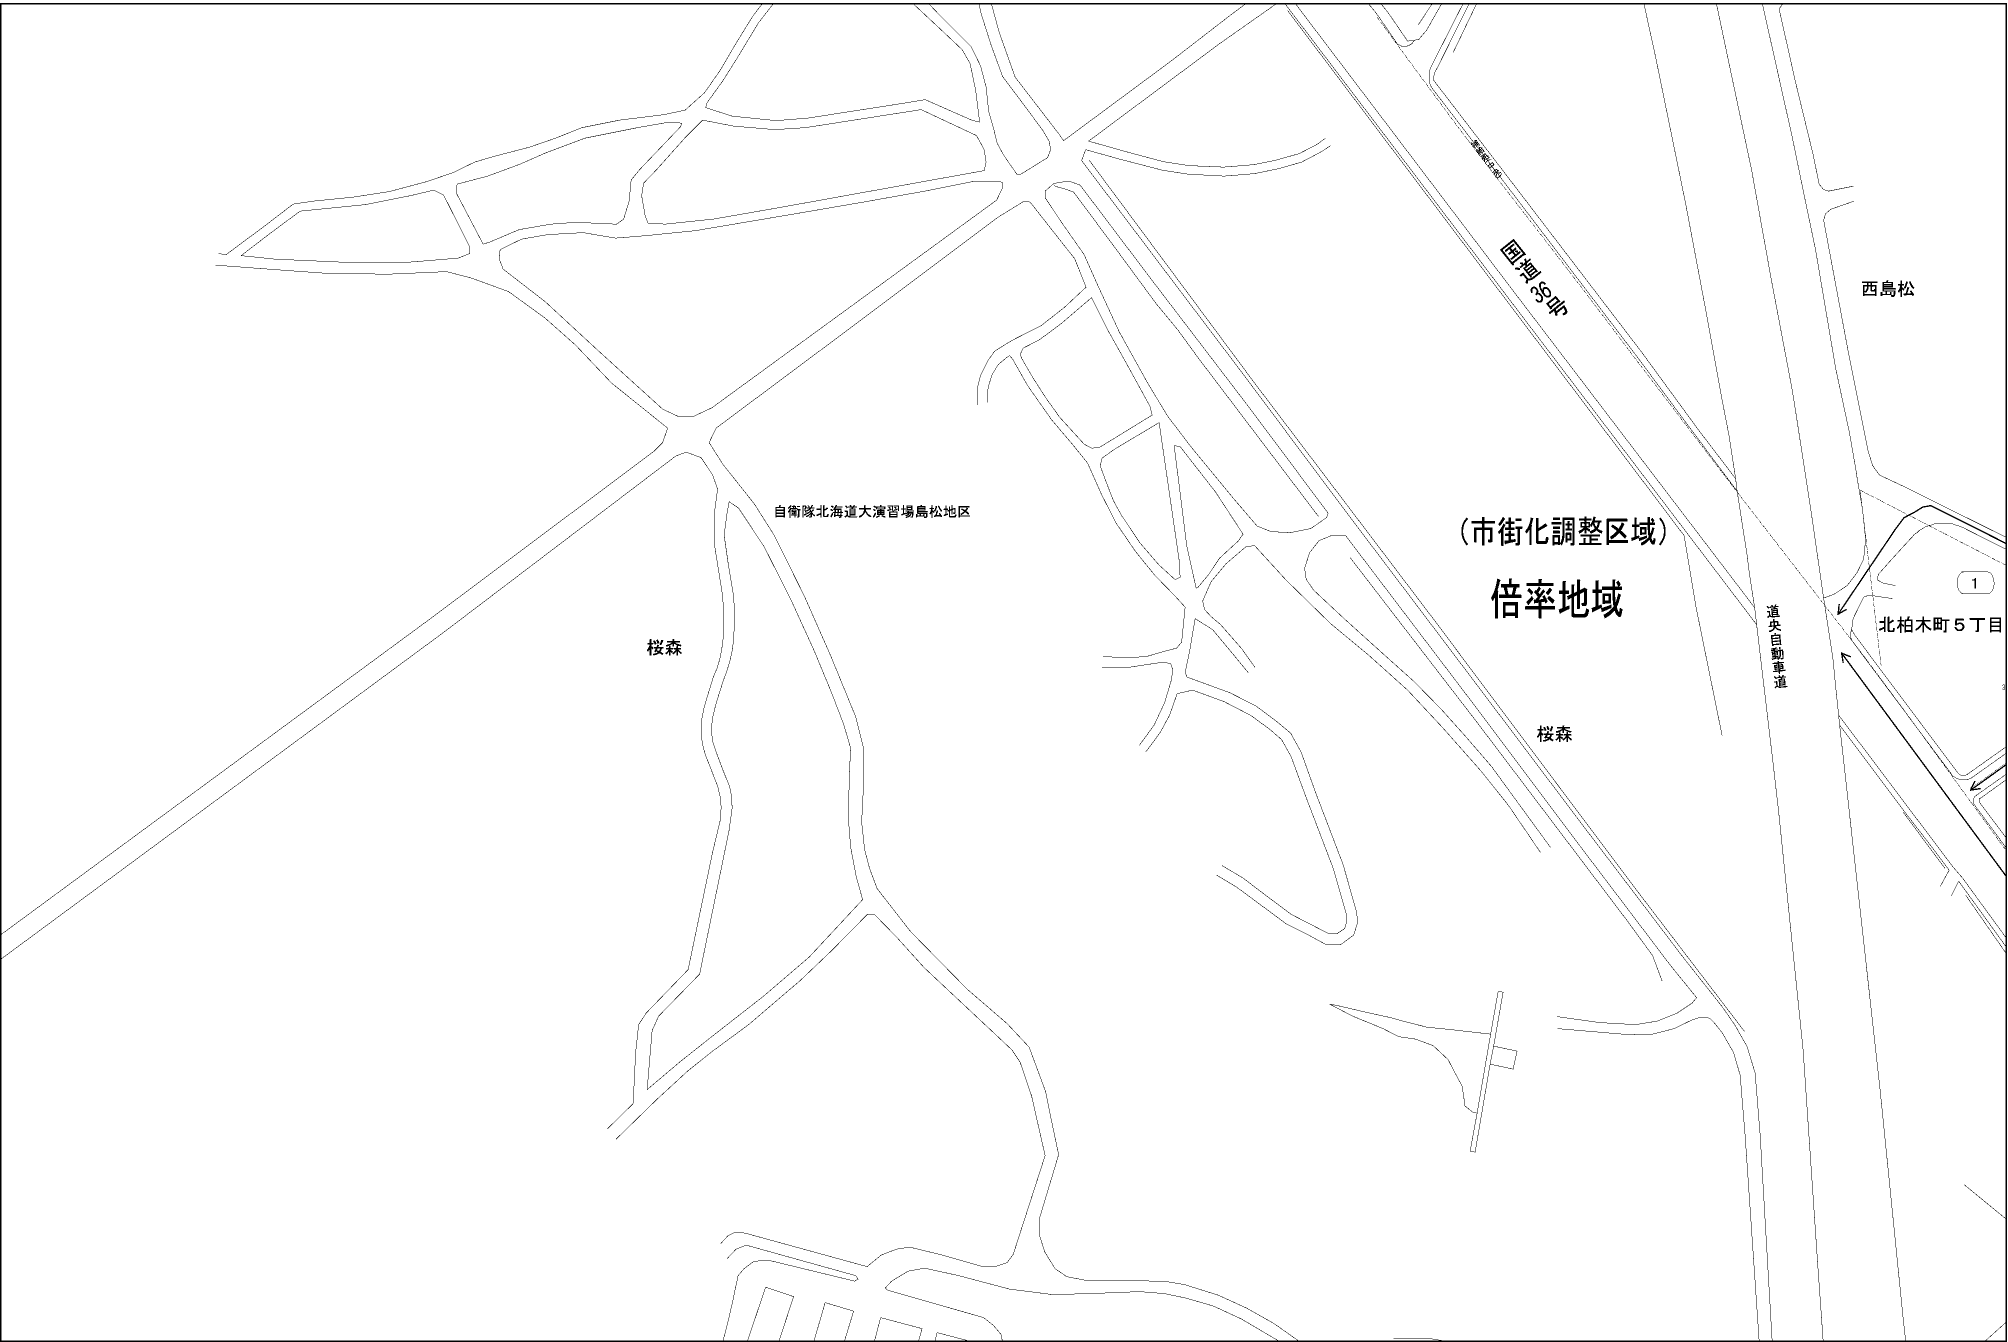 国道36号
西島松
自衛隊北海道大演習場島松地区
（市街化調整区域）
倍率地域
1
北柏木町５丁目
道央自動車道
桜森
桜森